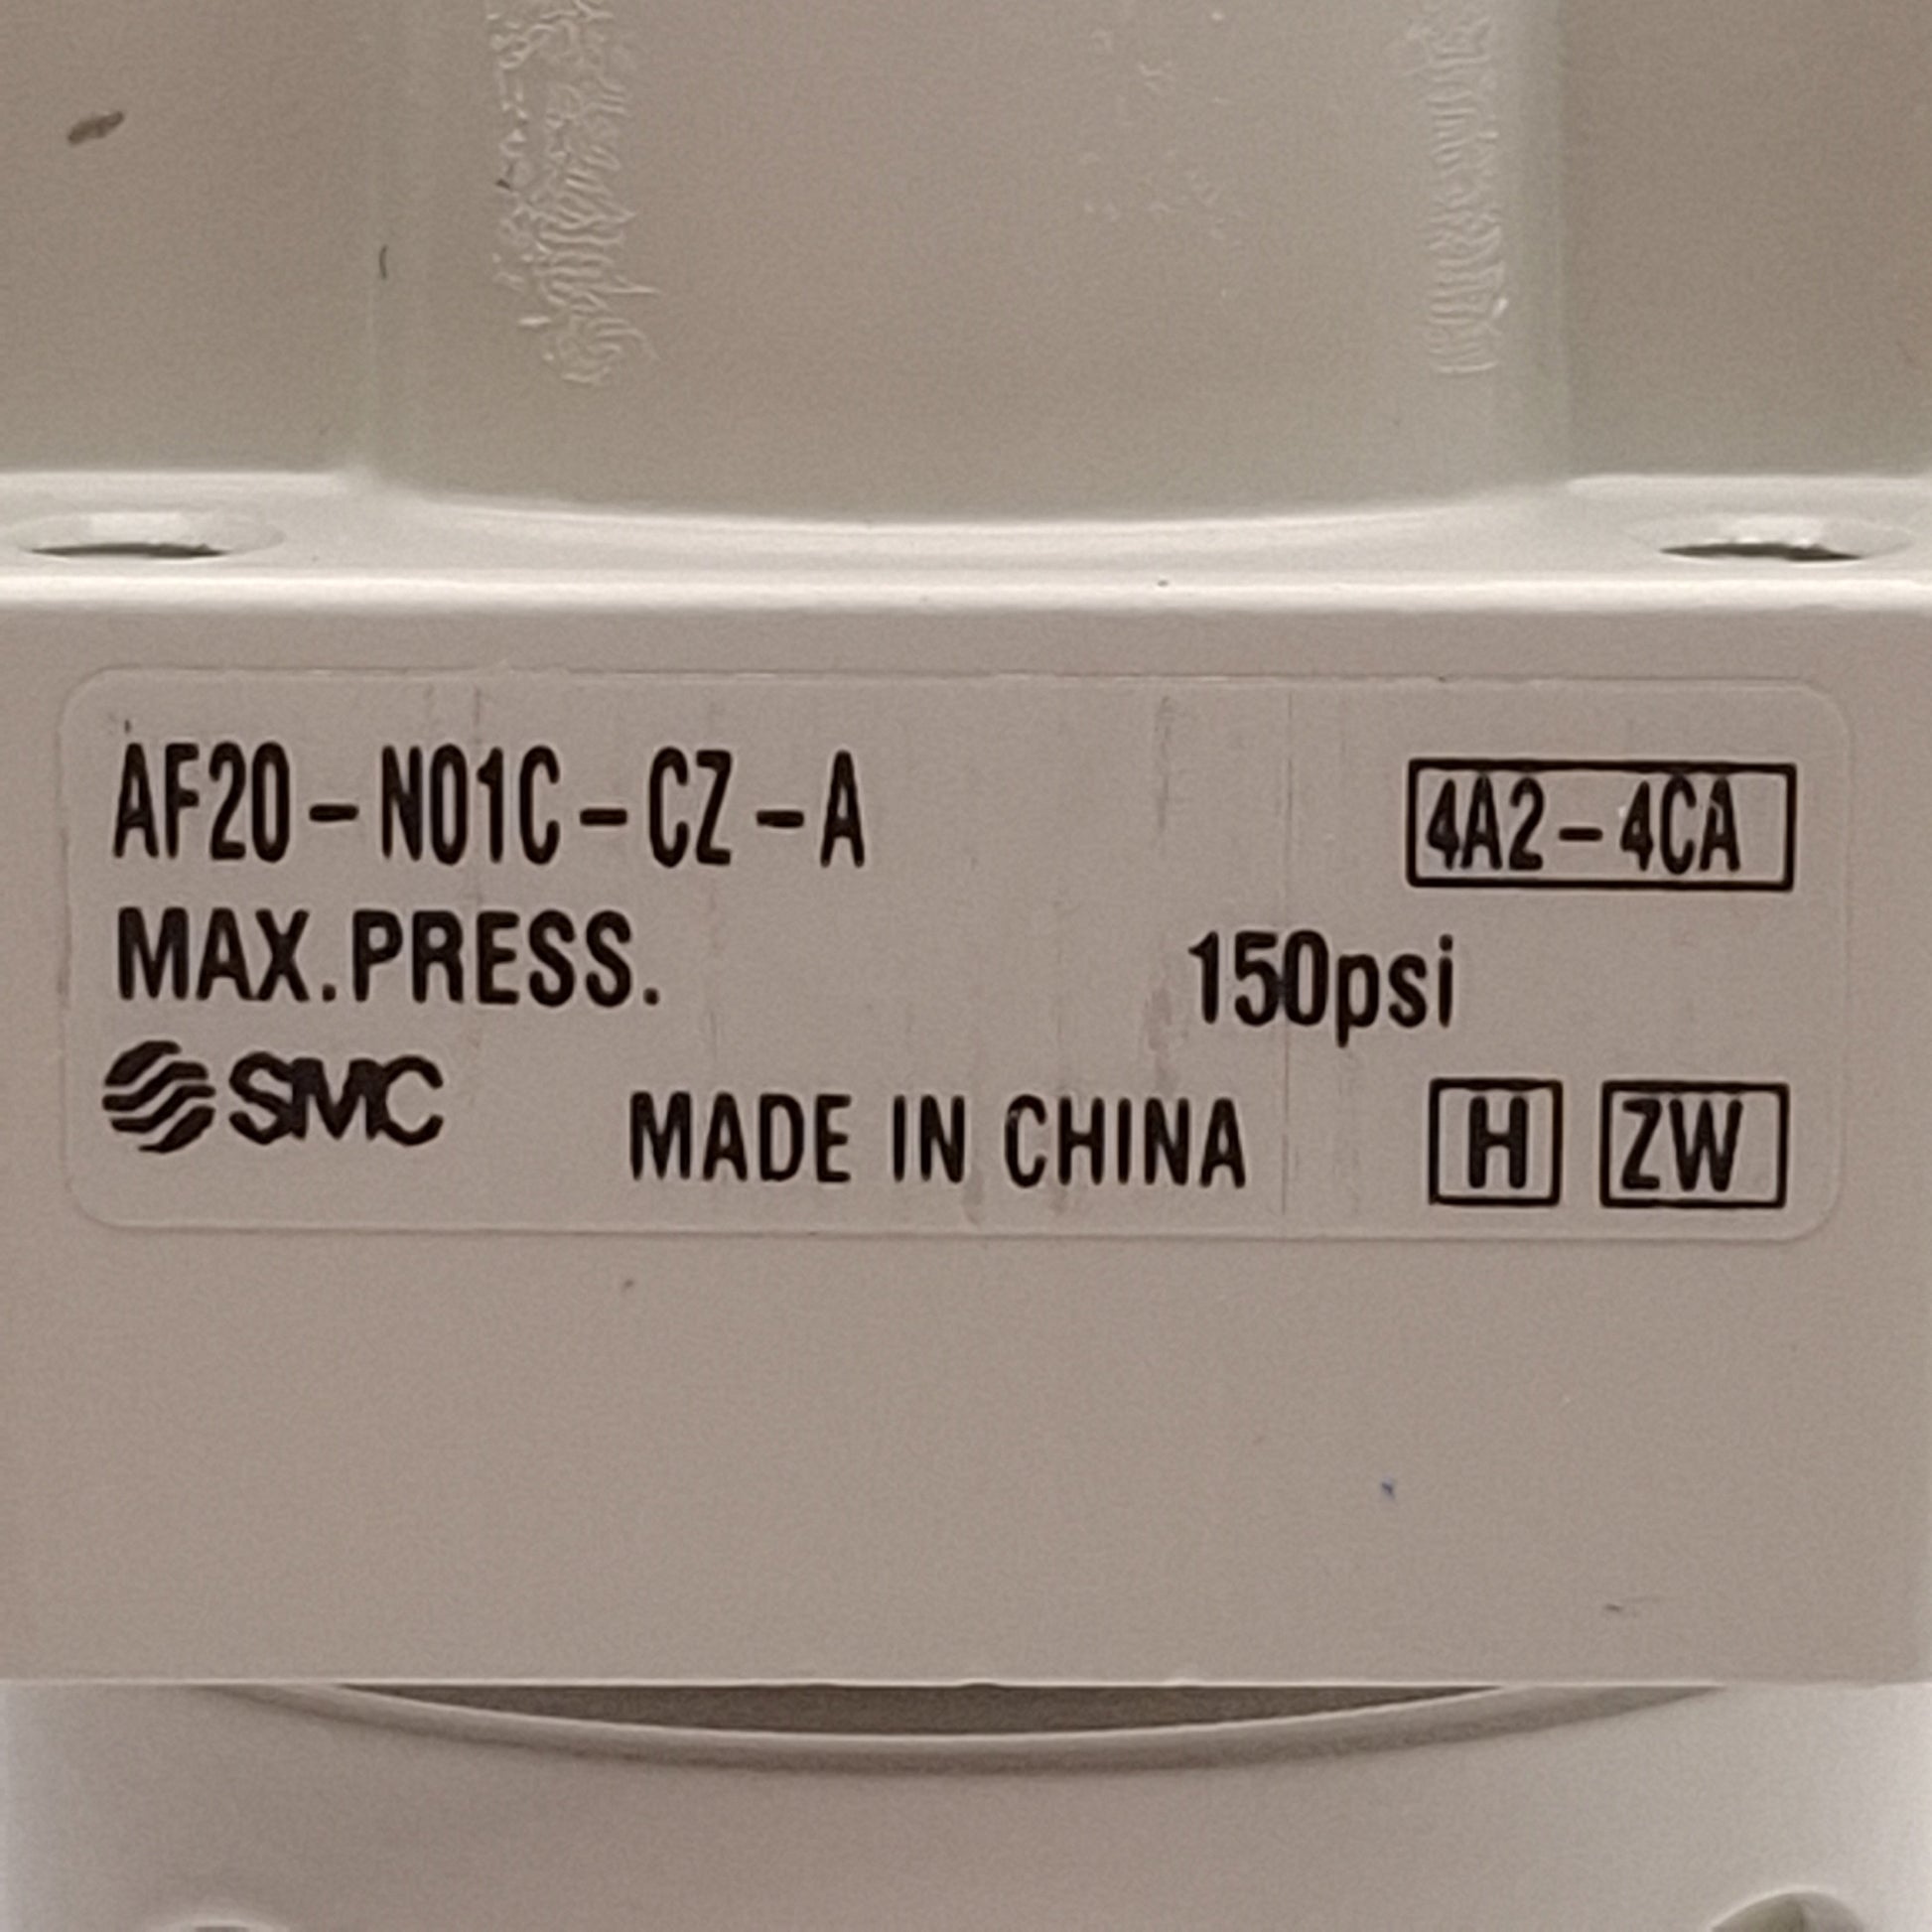 AF20-N01C-CZ-A 4A2-4CA
MAX.PRESS. 150psi
SMC MADE IN CHINA H ZW